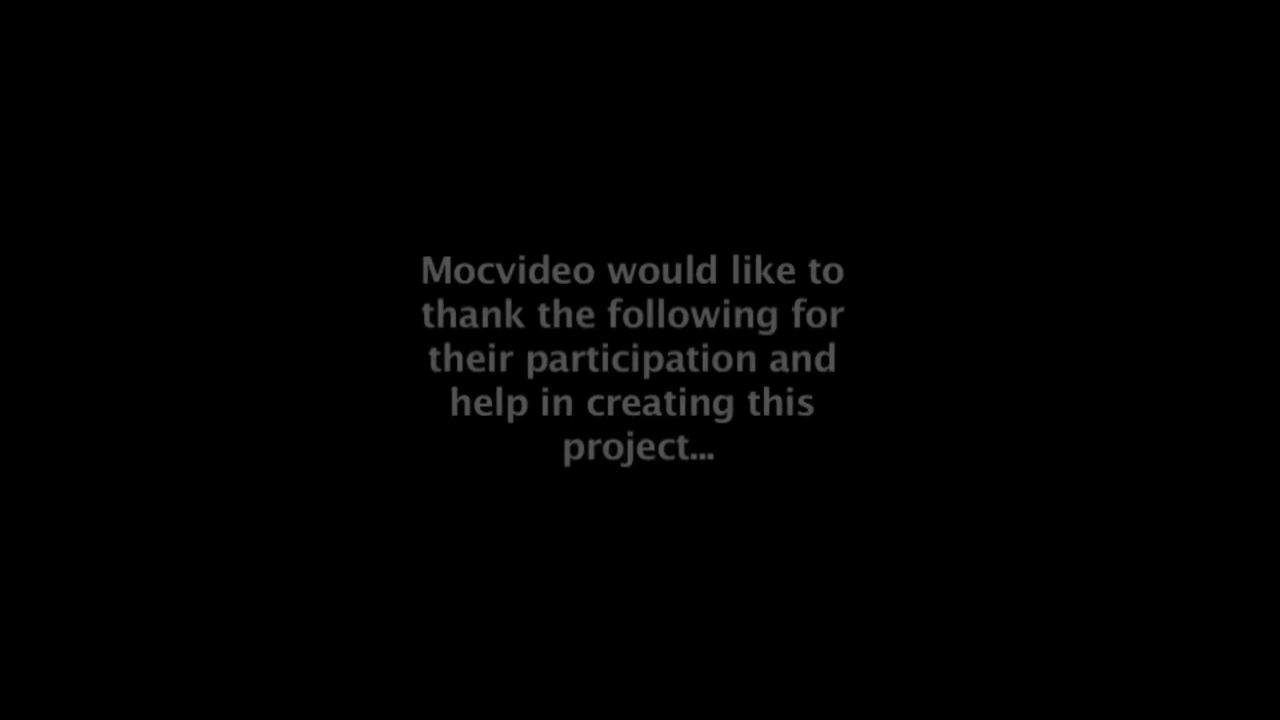 Mocvideo would like to
thank the following for
their participation and
help in creating this
project...